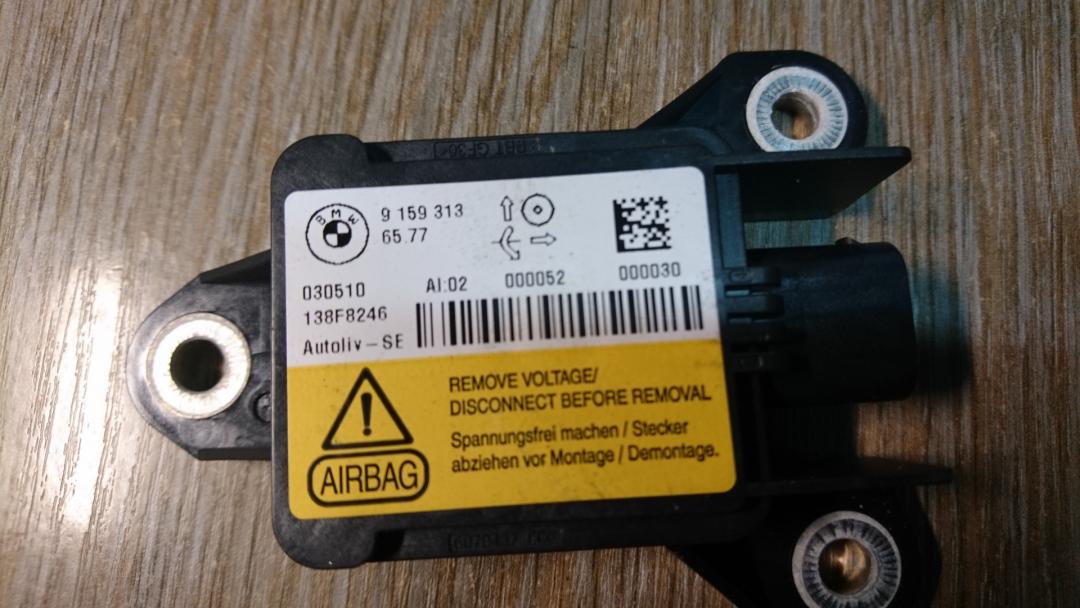 BMW
9 159 313
65.77
030510
AI:02
000052
000030
138F8246
Autoliv-SE
REMOVE VOLTAGE/
DISCONNECT BEFORE REMOVAL
Spannungsfrei machen / Stecker
abziehen vor Montage / Demontage.
AIRBAG